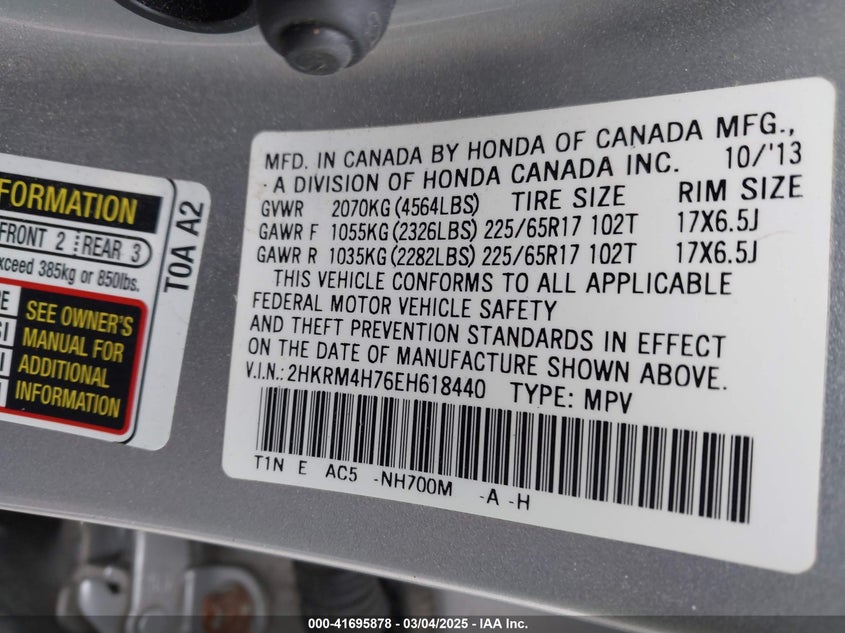 MFD. IN CANADA BY HONDA OF CANADA MFG.,
A DIVISION OF HONDA CANADA INC. 10/'13
GVWR 2070KG (4564LBS) TIRE SIZE RIM SIZE
GAWR F 1055KG (2326LBS) 225/65R17 102T 17X6.5J
GAWR R 1035KG (2282LBS) 225/65R17 102T 17X6.5J
THIS VEHICLE CONFORMS TO ALL APPLICABLE
FEDERAL MOTOR VEHICLE SAFETY
AND THEFT PREVENTION STANDARDS IN EFFECT
ON THE DATE OF MANUFACTURE SHOWN ABOVE.
V.I.N.: 2HKRM4H76EH618440 TYPE: MPV
T1N E AC5 -NH700M -A -H
FRONT 2 REAR 3
385kg or 850lbs.
SEE OWNER'S
MANUAL FOR
ADDITIONAL
INFORMATION
T0A A2
000-41695878 - 03/04/2025 - IAA Inc.